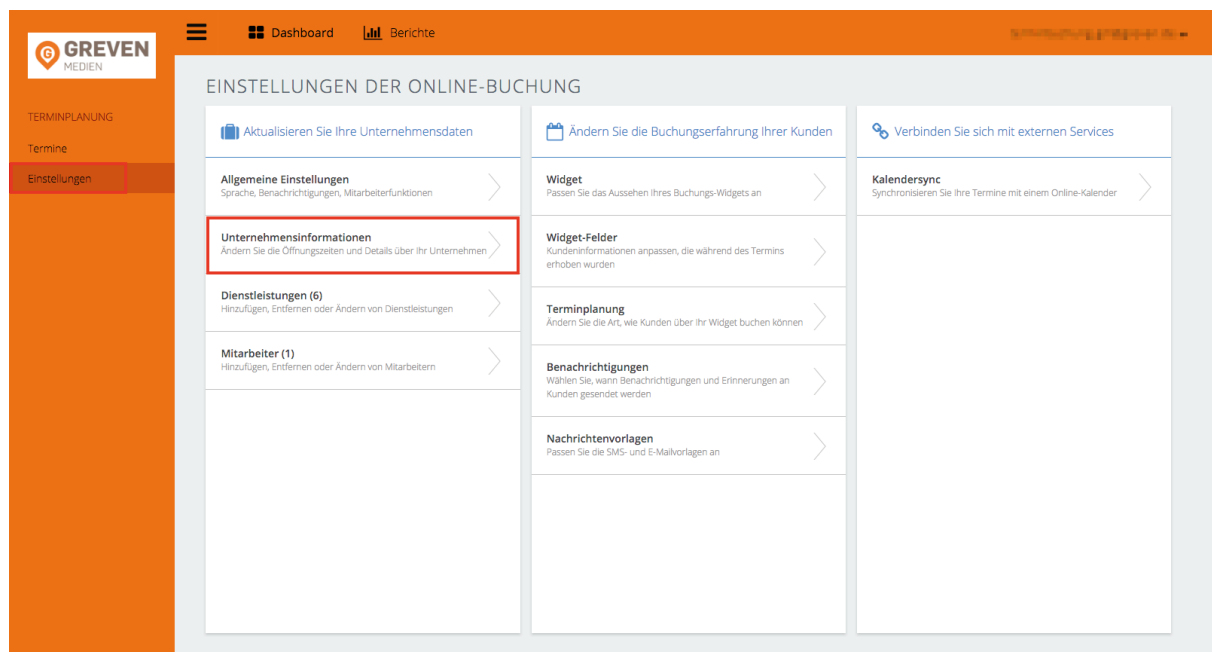 GREVEN
MEDIEN
Dashboard
Berichte
TERMINPLANUNG
Termine
Einstellungen
EINSTELLUNGEN DER ONLINE-BUCHUNG
Aktualisieren Sie Ihre Unternehmensdaten
Allgemeine Einstellungen
Sprache, Benachrichtigungen, Mitarbeiterfunktionen
Unternehmensinformationen
Ändern Sie die Öffnungszeiten und Details über Ihr Unternehmen
Dienstleistungen (6)
Hinzufügen, Entfernen oder Ändern von Dienstleistungen
Mitarbeiter (1)
Hinzufügen, Entfernen oder Ändern von Mitarbeitern
Ändern Sie die Buchungserfahrung Ihrer Kunden
Widget
Passen Sie das Aussehen Ihres Buchungs-Widgets an
Widget-Felder
Kundeninformationen anpassen, die während des Termins
erhoben wurden
Terminplanung
Ändern Sie die Art, wie Kunden über Ihr Widget buchen können
Benachrichtigungen
Wählen Sie, wann Benachrichtigungen und Erinnerungen an
Kunden gesendet werden
Nachrichtenvorlagen
Passen Sie die SMS- und E-Mailvorlagen an
Verbinden Sie sich mit externen Services
Kalendersync
Synchronisieren Sie Ihre Termine mit einem Online-Kalender